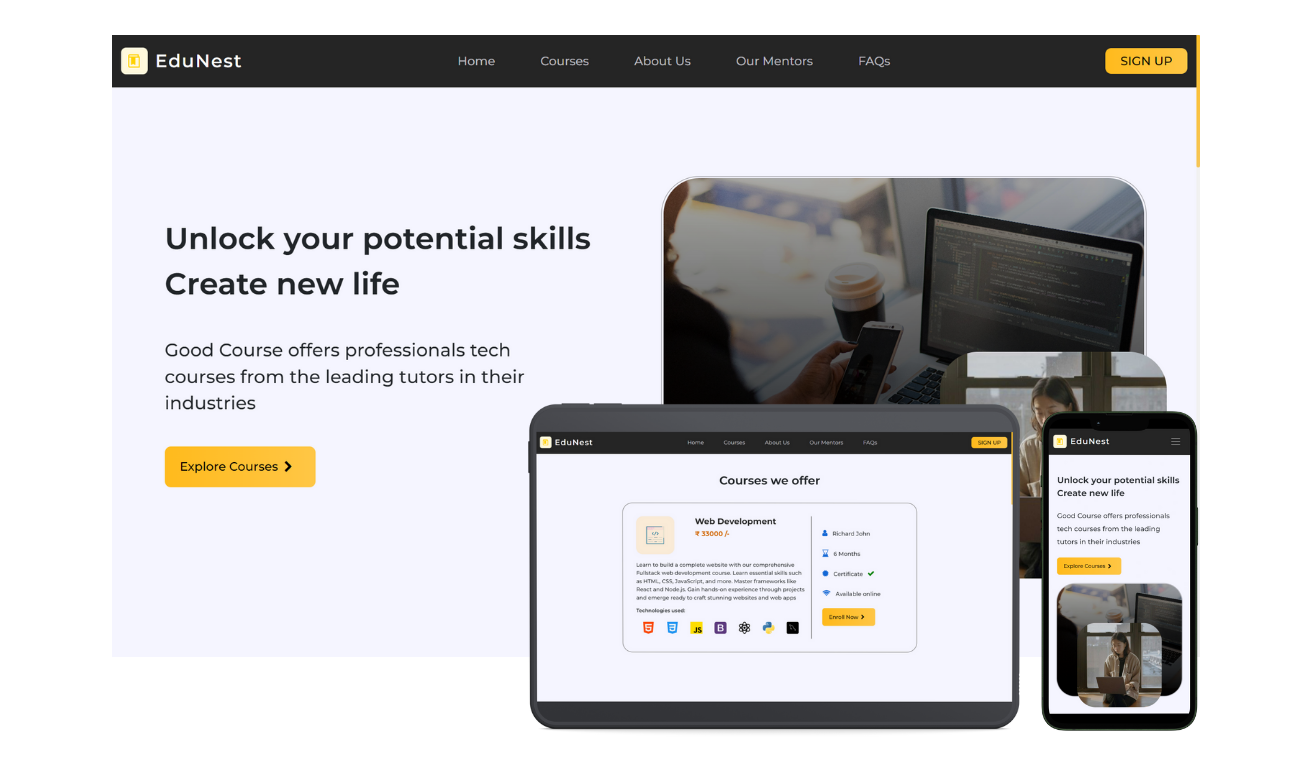 EduNest
Home Courses About Us Our Mentors FAQs
SIGN UP
Unlock your potential skills
Create new life
Good Course offers professionals tech
courses from the leading tutors in their
industries
Explore Courses
EduNest
Home Courses About Us Our Mentors FAQs
SIGN UP
Courses we offer
Web Development
₹ 33000 /-
Learn to build a complete website with our comprehensive
Fullstack web development course. Learn essential skills such
as HTML, CSS, JavaScript, and more. Master frameworks like
React and Node.js. Gain hands-on experience through projects
and emerge ready to craft stunning websites and web apps
Technologies used:
5
3
JS
B
Richard John
6 Months
Certificate
Available online
Enroll Now
EduNest
Unlock your potential skills
Create new life
Good Course offers professionals
tech courses from the leading
tutors in their industries
Explore Courses